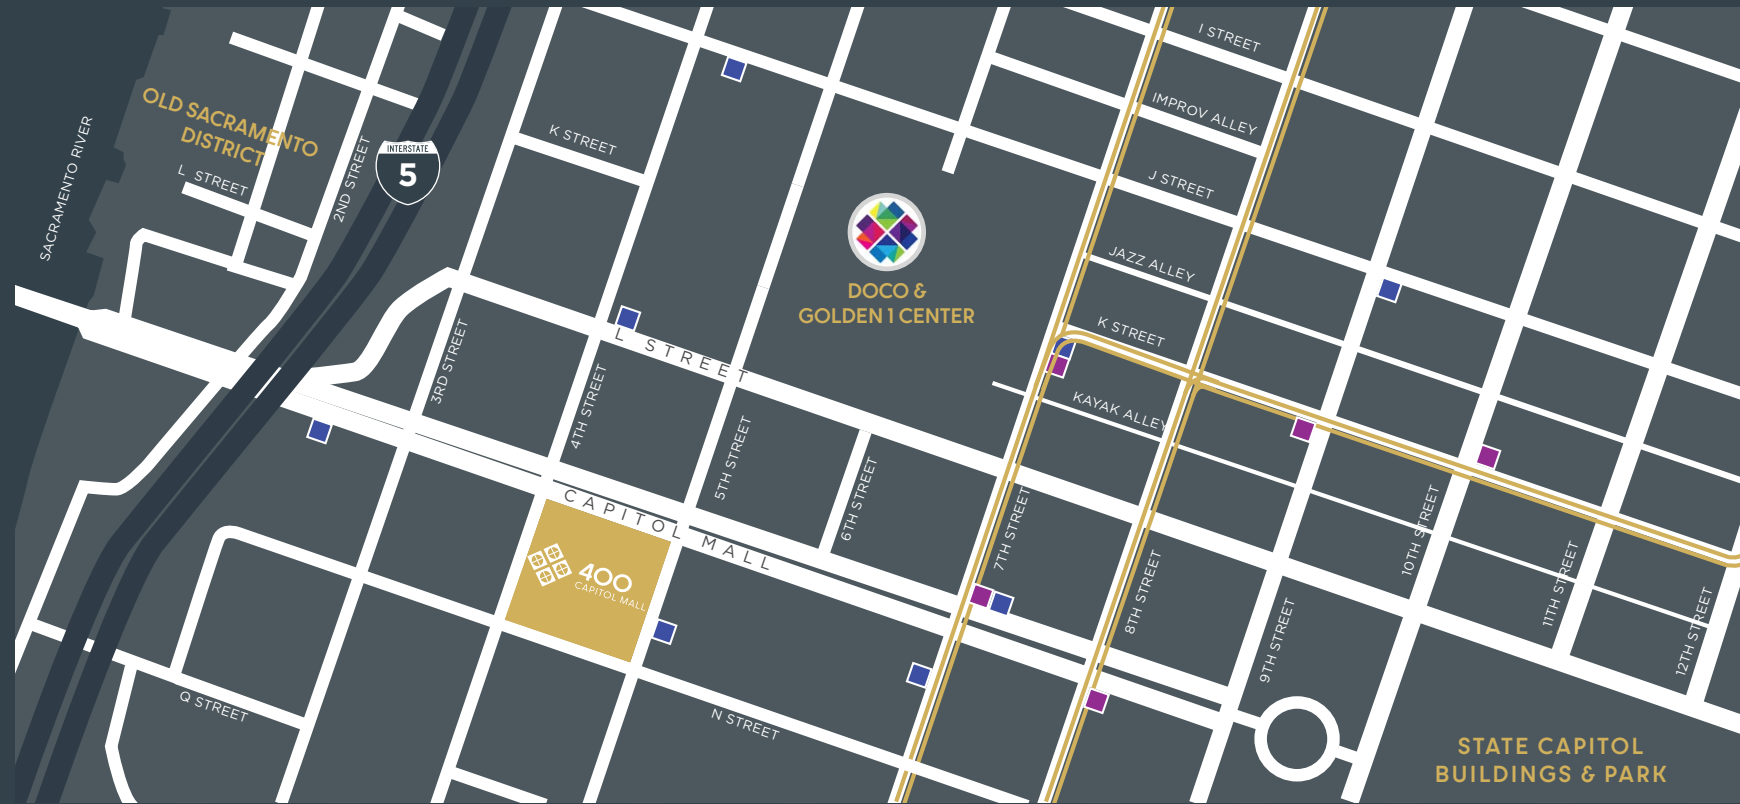 I STREET
OLD SACRAMENTO
DISTRICT
IMPROV ALLEY
K STREET
INTERSTATE
5
SACRAMENTO RIVER
2ND STREET
L STREET
J STREET
JAZZ ALLEY
DOCO &
GOLDEN 1 CENTER
K STREET
L STREET
3RD STREET
4TH STREET
KAYAK ALLEY
5TH STREET
6TH STREET
CAPITOL MALL
7TH STREET
8TH STREET
10TH STREET
11TH STREET
400
CAPITOL MALL
9TH STREET
12TH STREET
Q STREET
N STREET
STATE CAPITOL
BUILDINGS & PARK